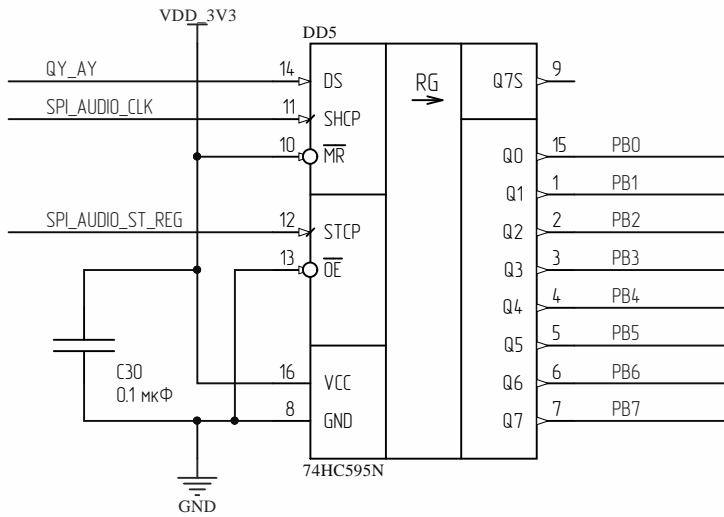 VDD_3V3
DD5
QY_AY 14 DS RG Q7S 9
SPI_AUDIO_CLK 11 SHCP
10 MR Q0 15 PB0
Q1 1 PB1
SPI_AUDIO_ST_REG 12 STCP Q2 2 PB2
13 OE Q3 3 PB3
Q4 4 PB4
C30 Q5 5 PB5
0.1 мкФ 16 VCC Q6 6 PB6
8 GND Q7 7 PB7
74HC595N
GND